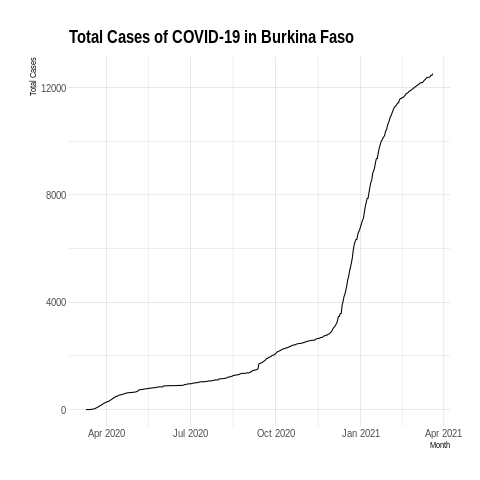 Total Cases of COVID-19 in Burkina Faso
Total Cases
12000
8000
4000
0
Apr 2020 Jul 2020 Oct 2020 Jan 2021 Apr 2021
Month